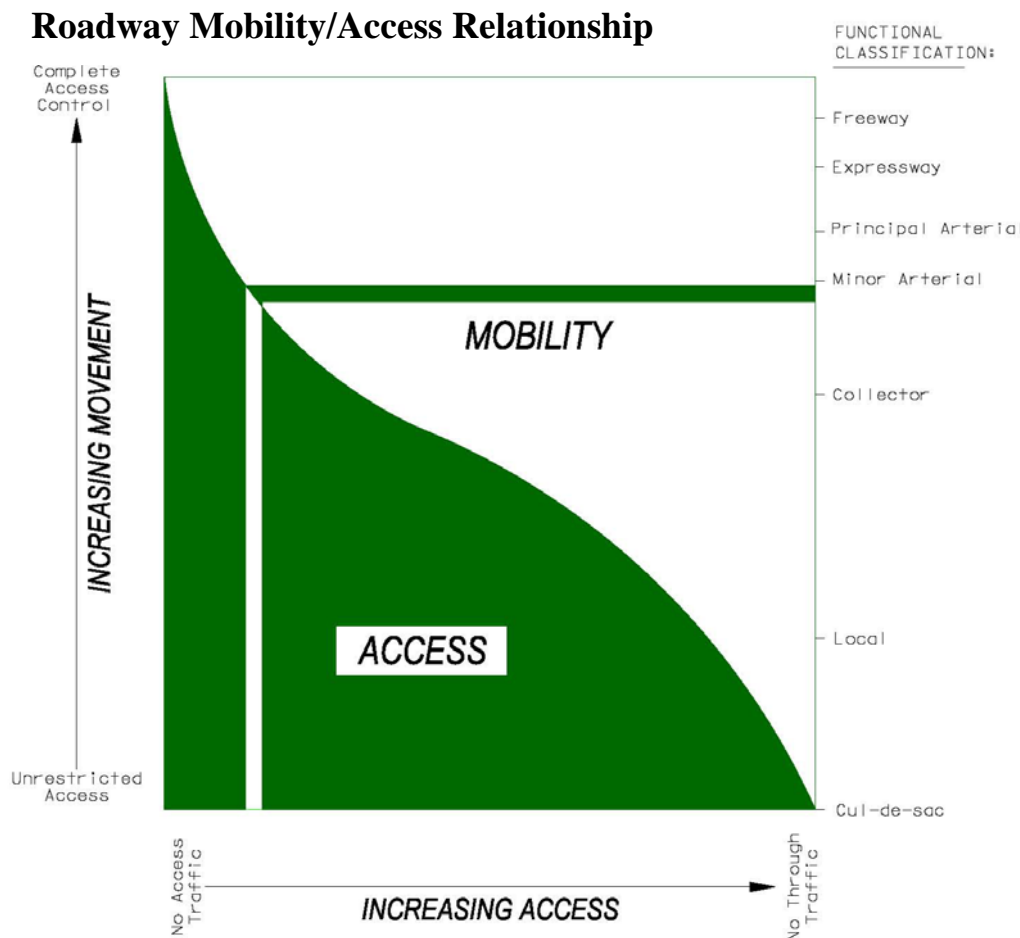 Roadway Mobility/Access Relationship
FUNCTIONAL
CLASSIFICATION:
Complete
Access
Control
Freeway
Expressway
Principal Arterial
Minor Arterial
MOBILITY
INCREASING MOVEMENT
Collector
ACCESS
Local
Unrestricted
Access
Cul-de-sac
No Access
Traffic
INCREASING ACCESS
No Through
Traffic